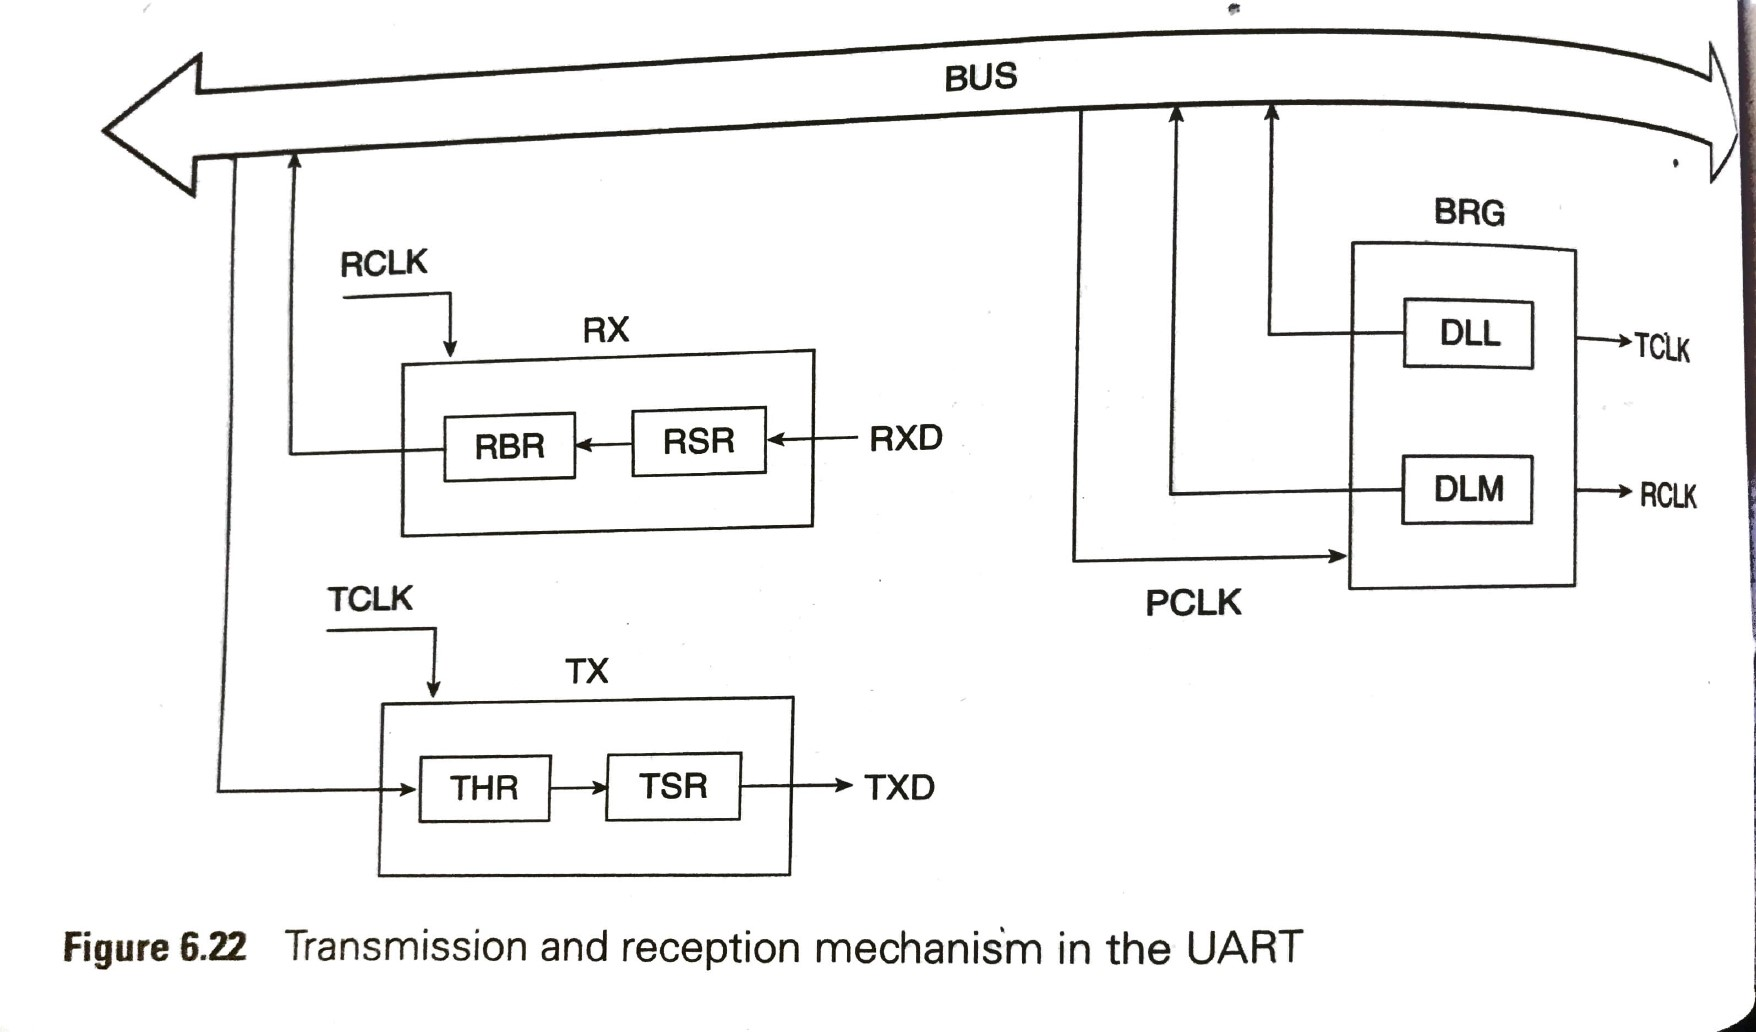 BUS
BRG
RCLK
RX
DLL
TCLK
RBR
RSR
RXD
DLM
RCLK
TCLK
PCLK
TX
THR
TSR
TXD
Figure 6.22 Transmission and reception mechanism in the UART